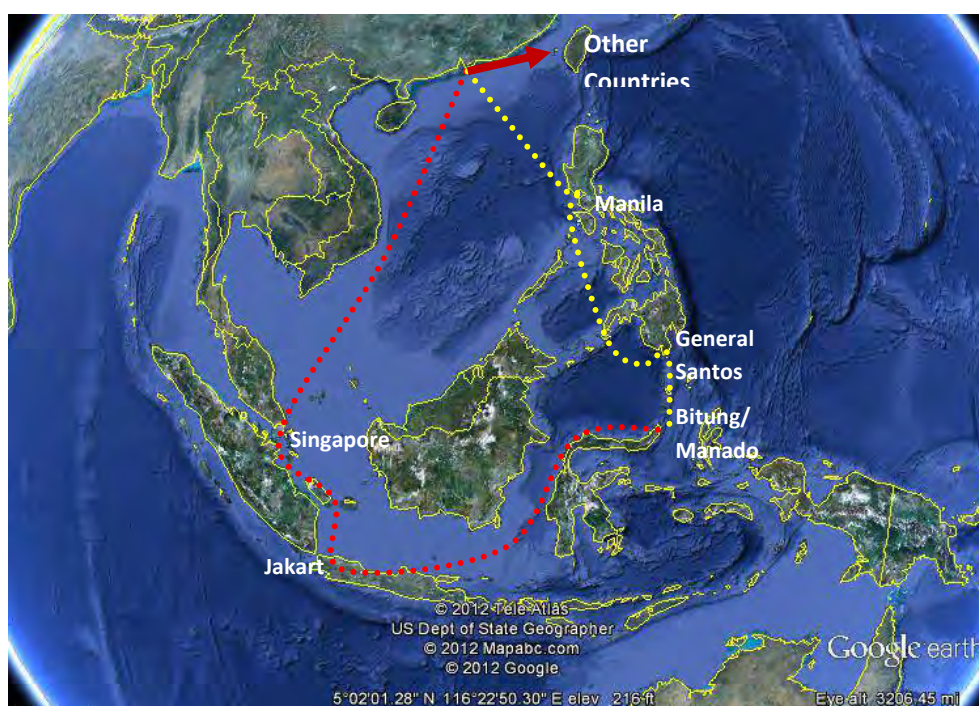 Other
Countries
Manila
General
Santos
Bitung/
Manado
Singapore
Jakart
© 2012 Tele Atlas
US Dept of State Geographer
© 2012 Mapabc.com
© 2012 Google
Google earth
5°02'01.28" N 116°22'50.30" E elev 216 ft
Eye alt 3206.45 mi